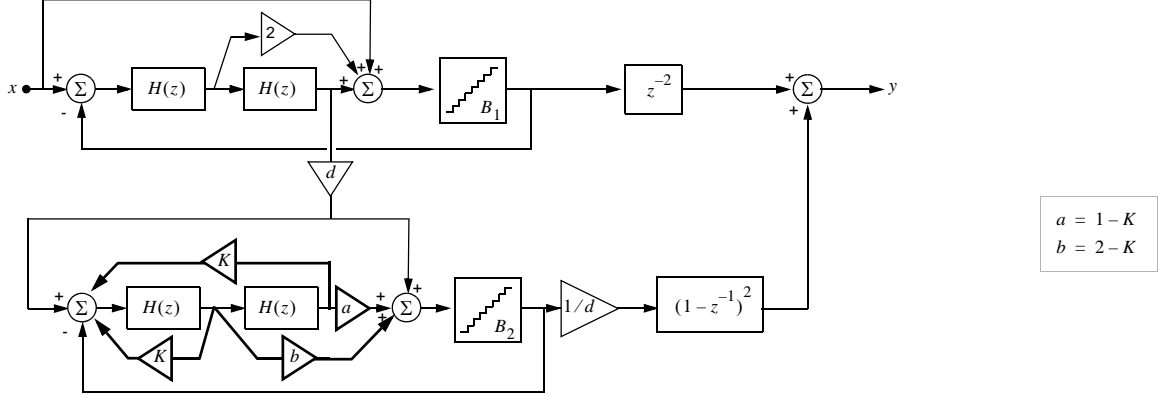 2
+ + +
x + Σ H(z) H(z) + Σ B₁ z⁻² + Σ y
- +
d
a = 1 – K
b = 2 – K
K
+ Σ H(z) H(z) a + + Σ + B₂ 1/d (1 – z⁻¹)²
-
K b